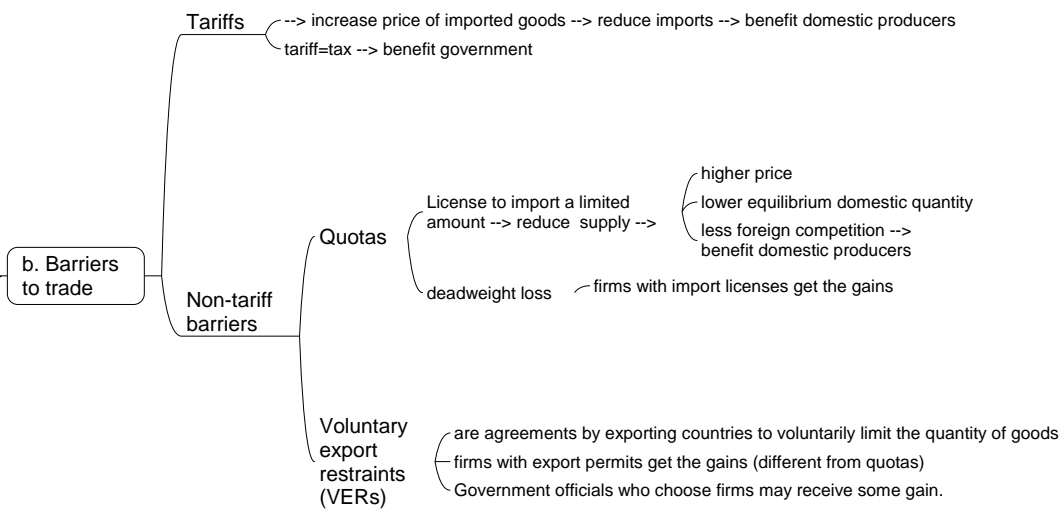 Tariffs
--> increase price of imported goods --> reduce imports --> benefit domestic producers
tariff=tax --> benefit government
b. Barriers
to trade
Non-tariff
barriers
Quotas
License to import a limited
amount --> reduce  supply -->
higher price
lower equilibrium domestic quantity
less foreign competition -->
benefit domestic producers
deadweight loss
firms with import licenses get the gains
Voluntary
export
restraints
(VERs)
are agreements by exporting countries to voluntarily limit the quantity of goods
firms with export permits get the gains (different from quotas)
Government officials who choose firms may receive some gain.